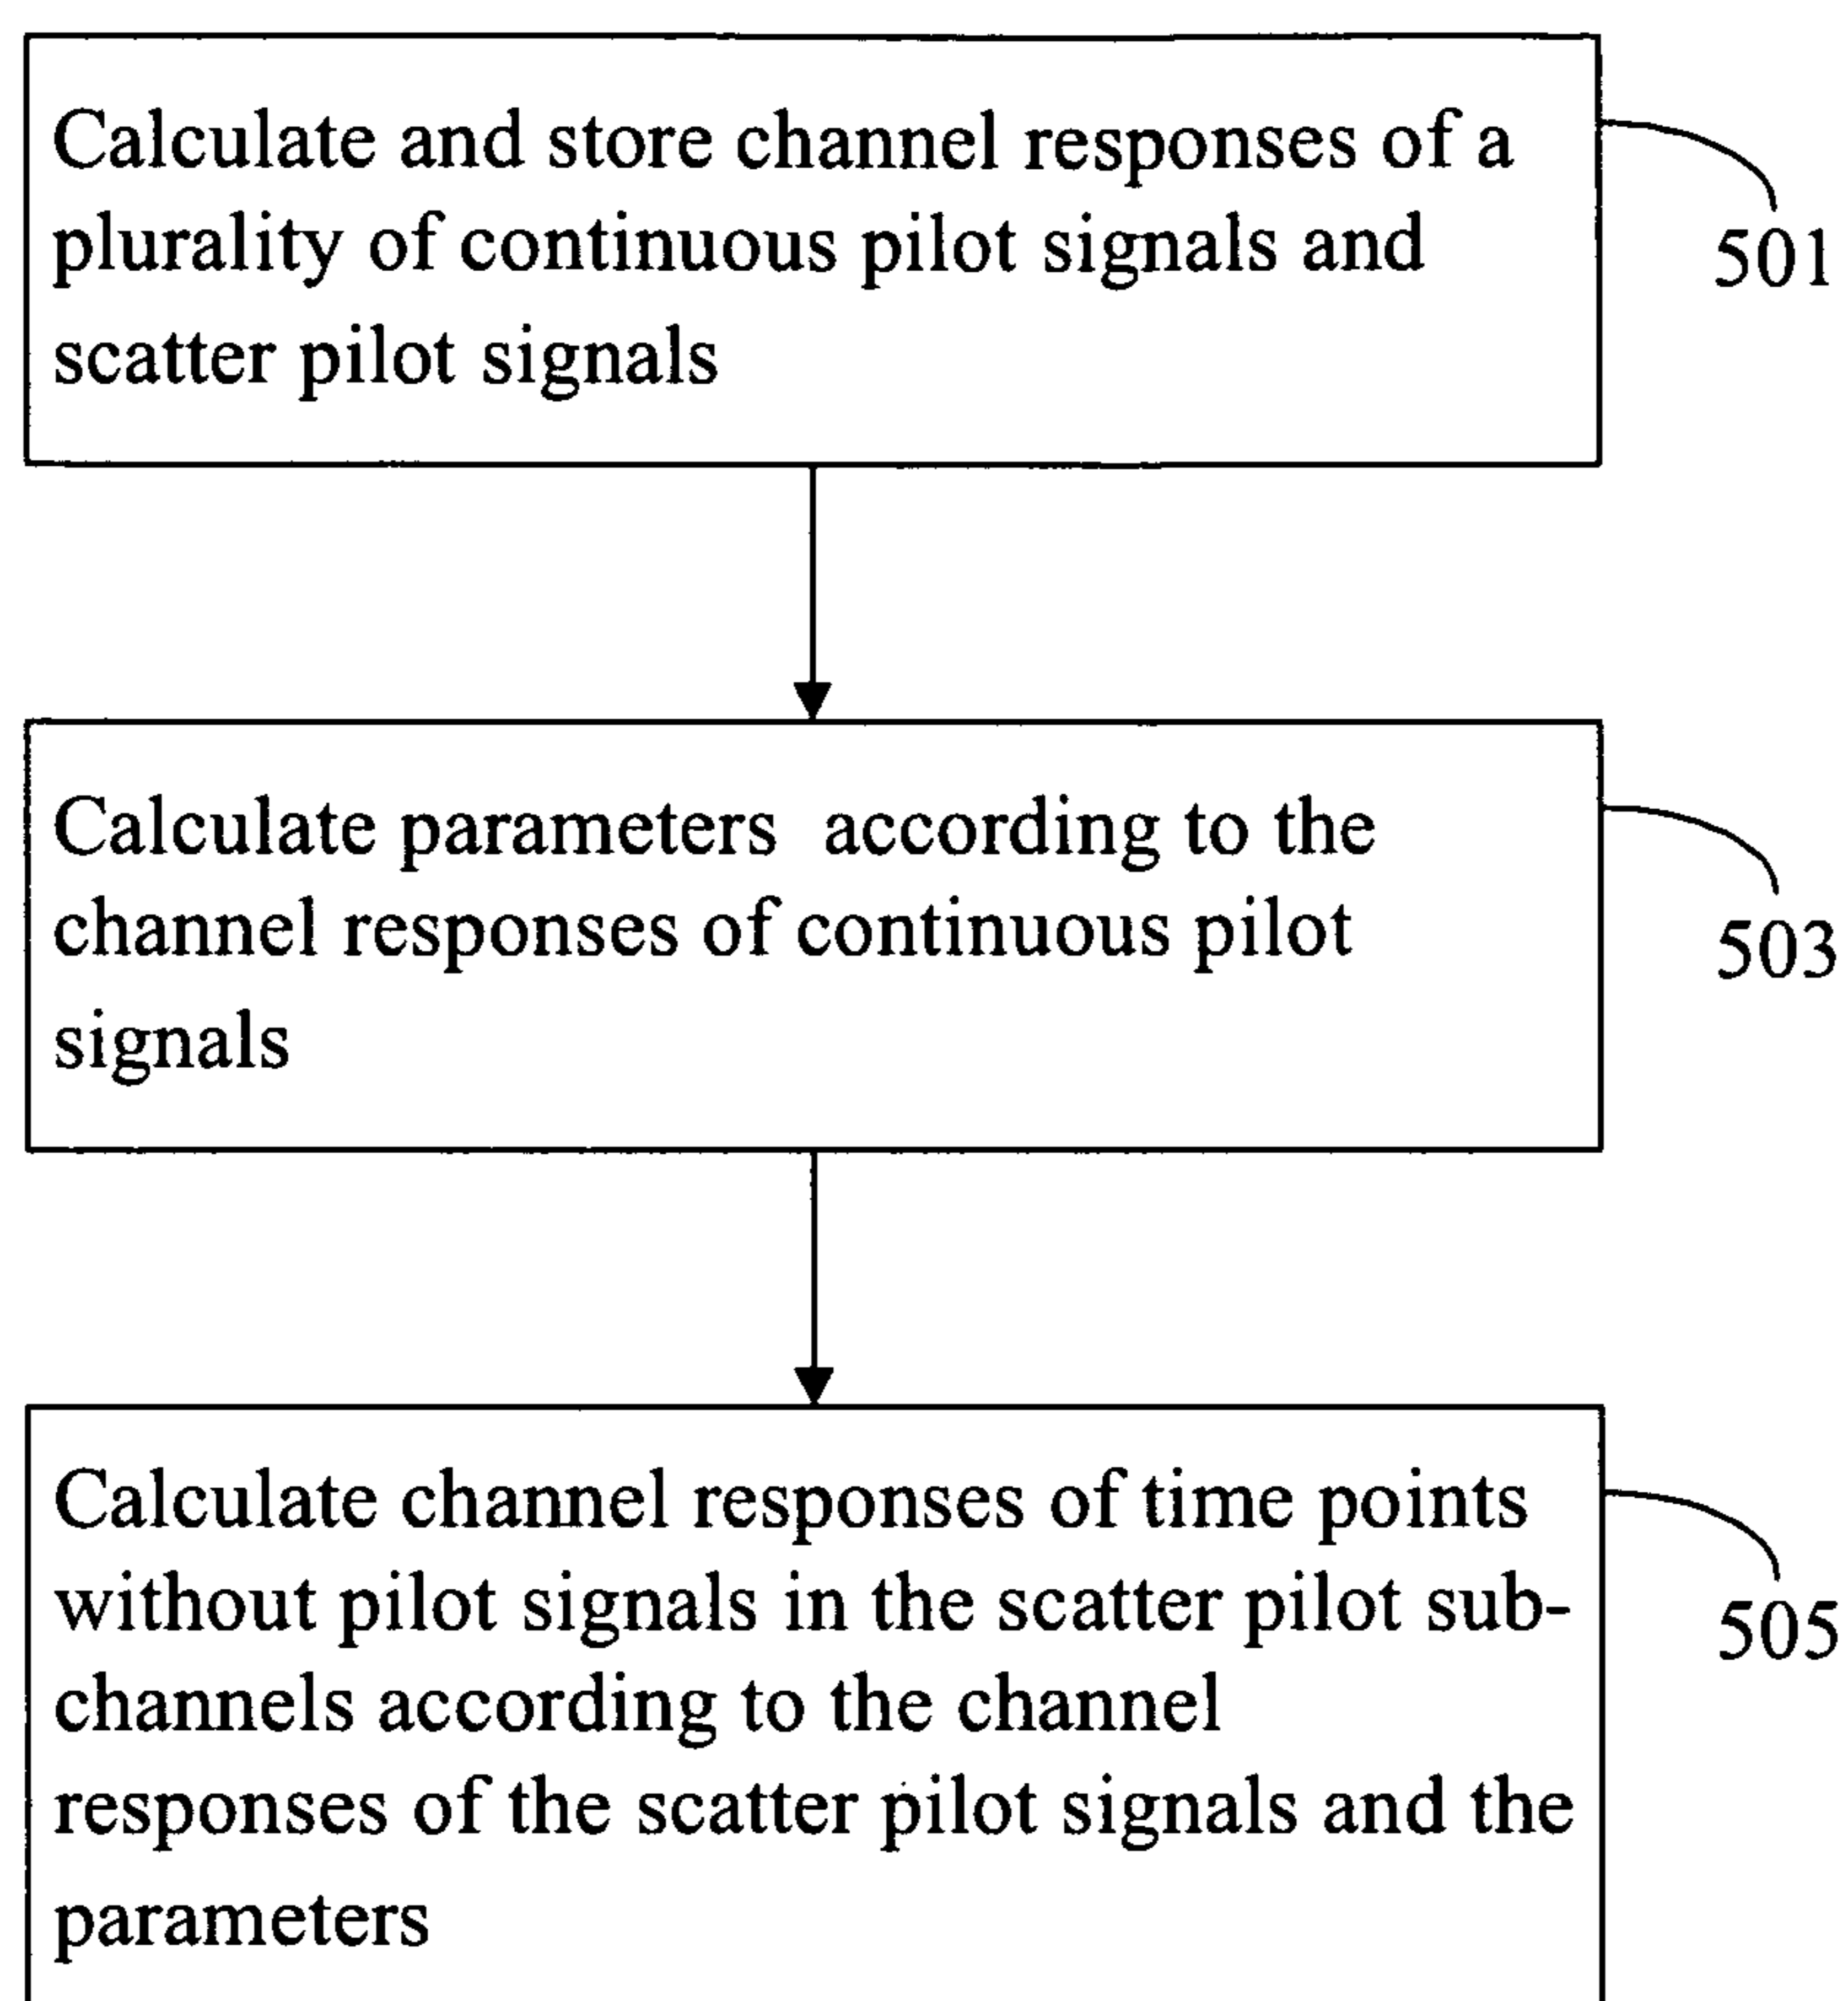 Calculate and store channel responses of a
plurality of continuous pilot signals and
scatter pilot signals
501
Calculate parameters according to the
channel responses of continuous pilot
signals
503
Calculate channel responses of time points
without pilot signals in the scatter pilot sub-
channels according to the channel
responses of the scatter pilot signals and the
parameters
505